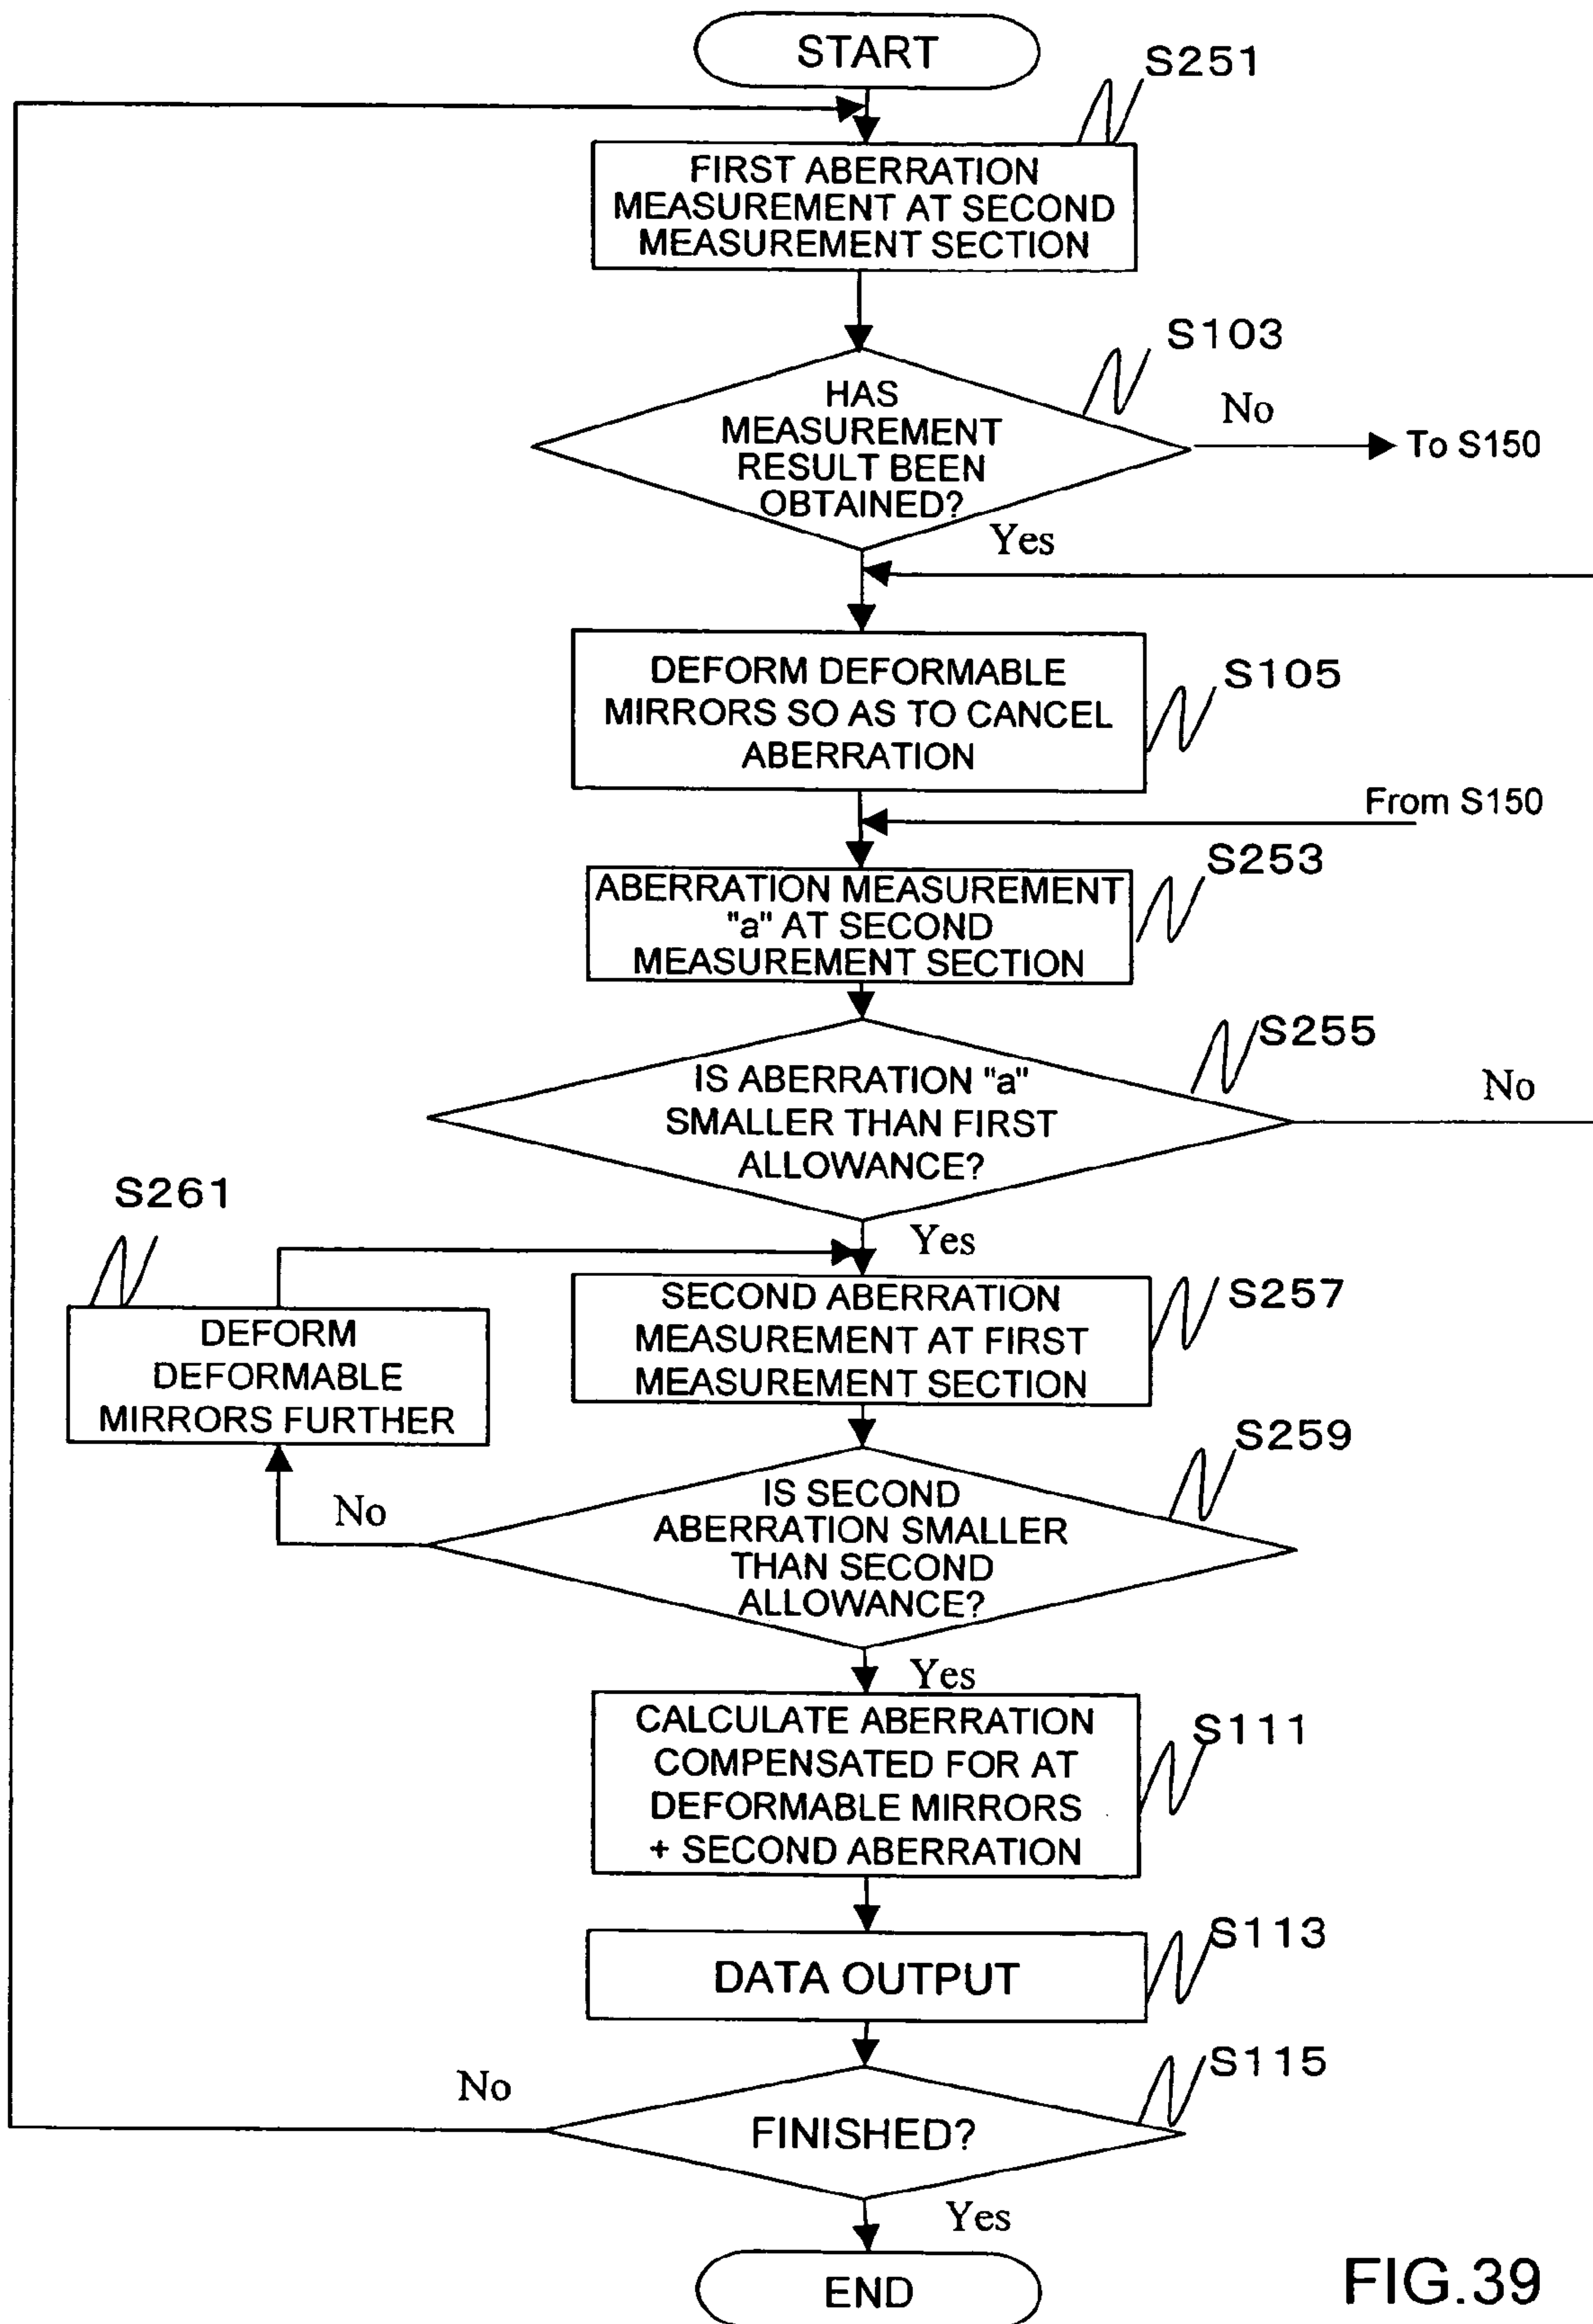 START
S251
FIRST ABERRATION
MEASUREMENT AT SECOND
MEASUREMENT SECTION
S103
HAS
MEASUREMENT
RESULT BEEN
OBTAINED?
No
To S150
Yes
DEFORM DEFORMABLE
MIRRORS SO AS TO CANCEL
ABERRATION
S105
From S150
S253
ABERRATION MEASUREMENT
"a" AT SECOND
MEASUREMENT SECTION
S255
IS ABERRATION "a"
SMALLER THAN FIRST
ALLOWANCE?
No
Yes
S261
DEFORM
DEFORMABLE
MIRRORS FURTHER
SECOND ABERRATION
MEASUREMENT AT FIRST
MEASUREMENT SECTION
S257
S259
IS SECOND
ABERRATION SMALLER
THAN SECOND
ALLOWANCE?
No
Yes
CALCULATE ABERRATION
COMPENSATED FOR AT
DEFORMABLE MIRRORS
+ SECOND ABERRATION
S111
DATA OUTPUT
S113
S115
FINISHED?
No
Yes
END
FIG.39